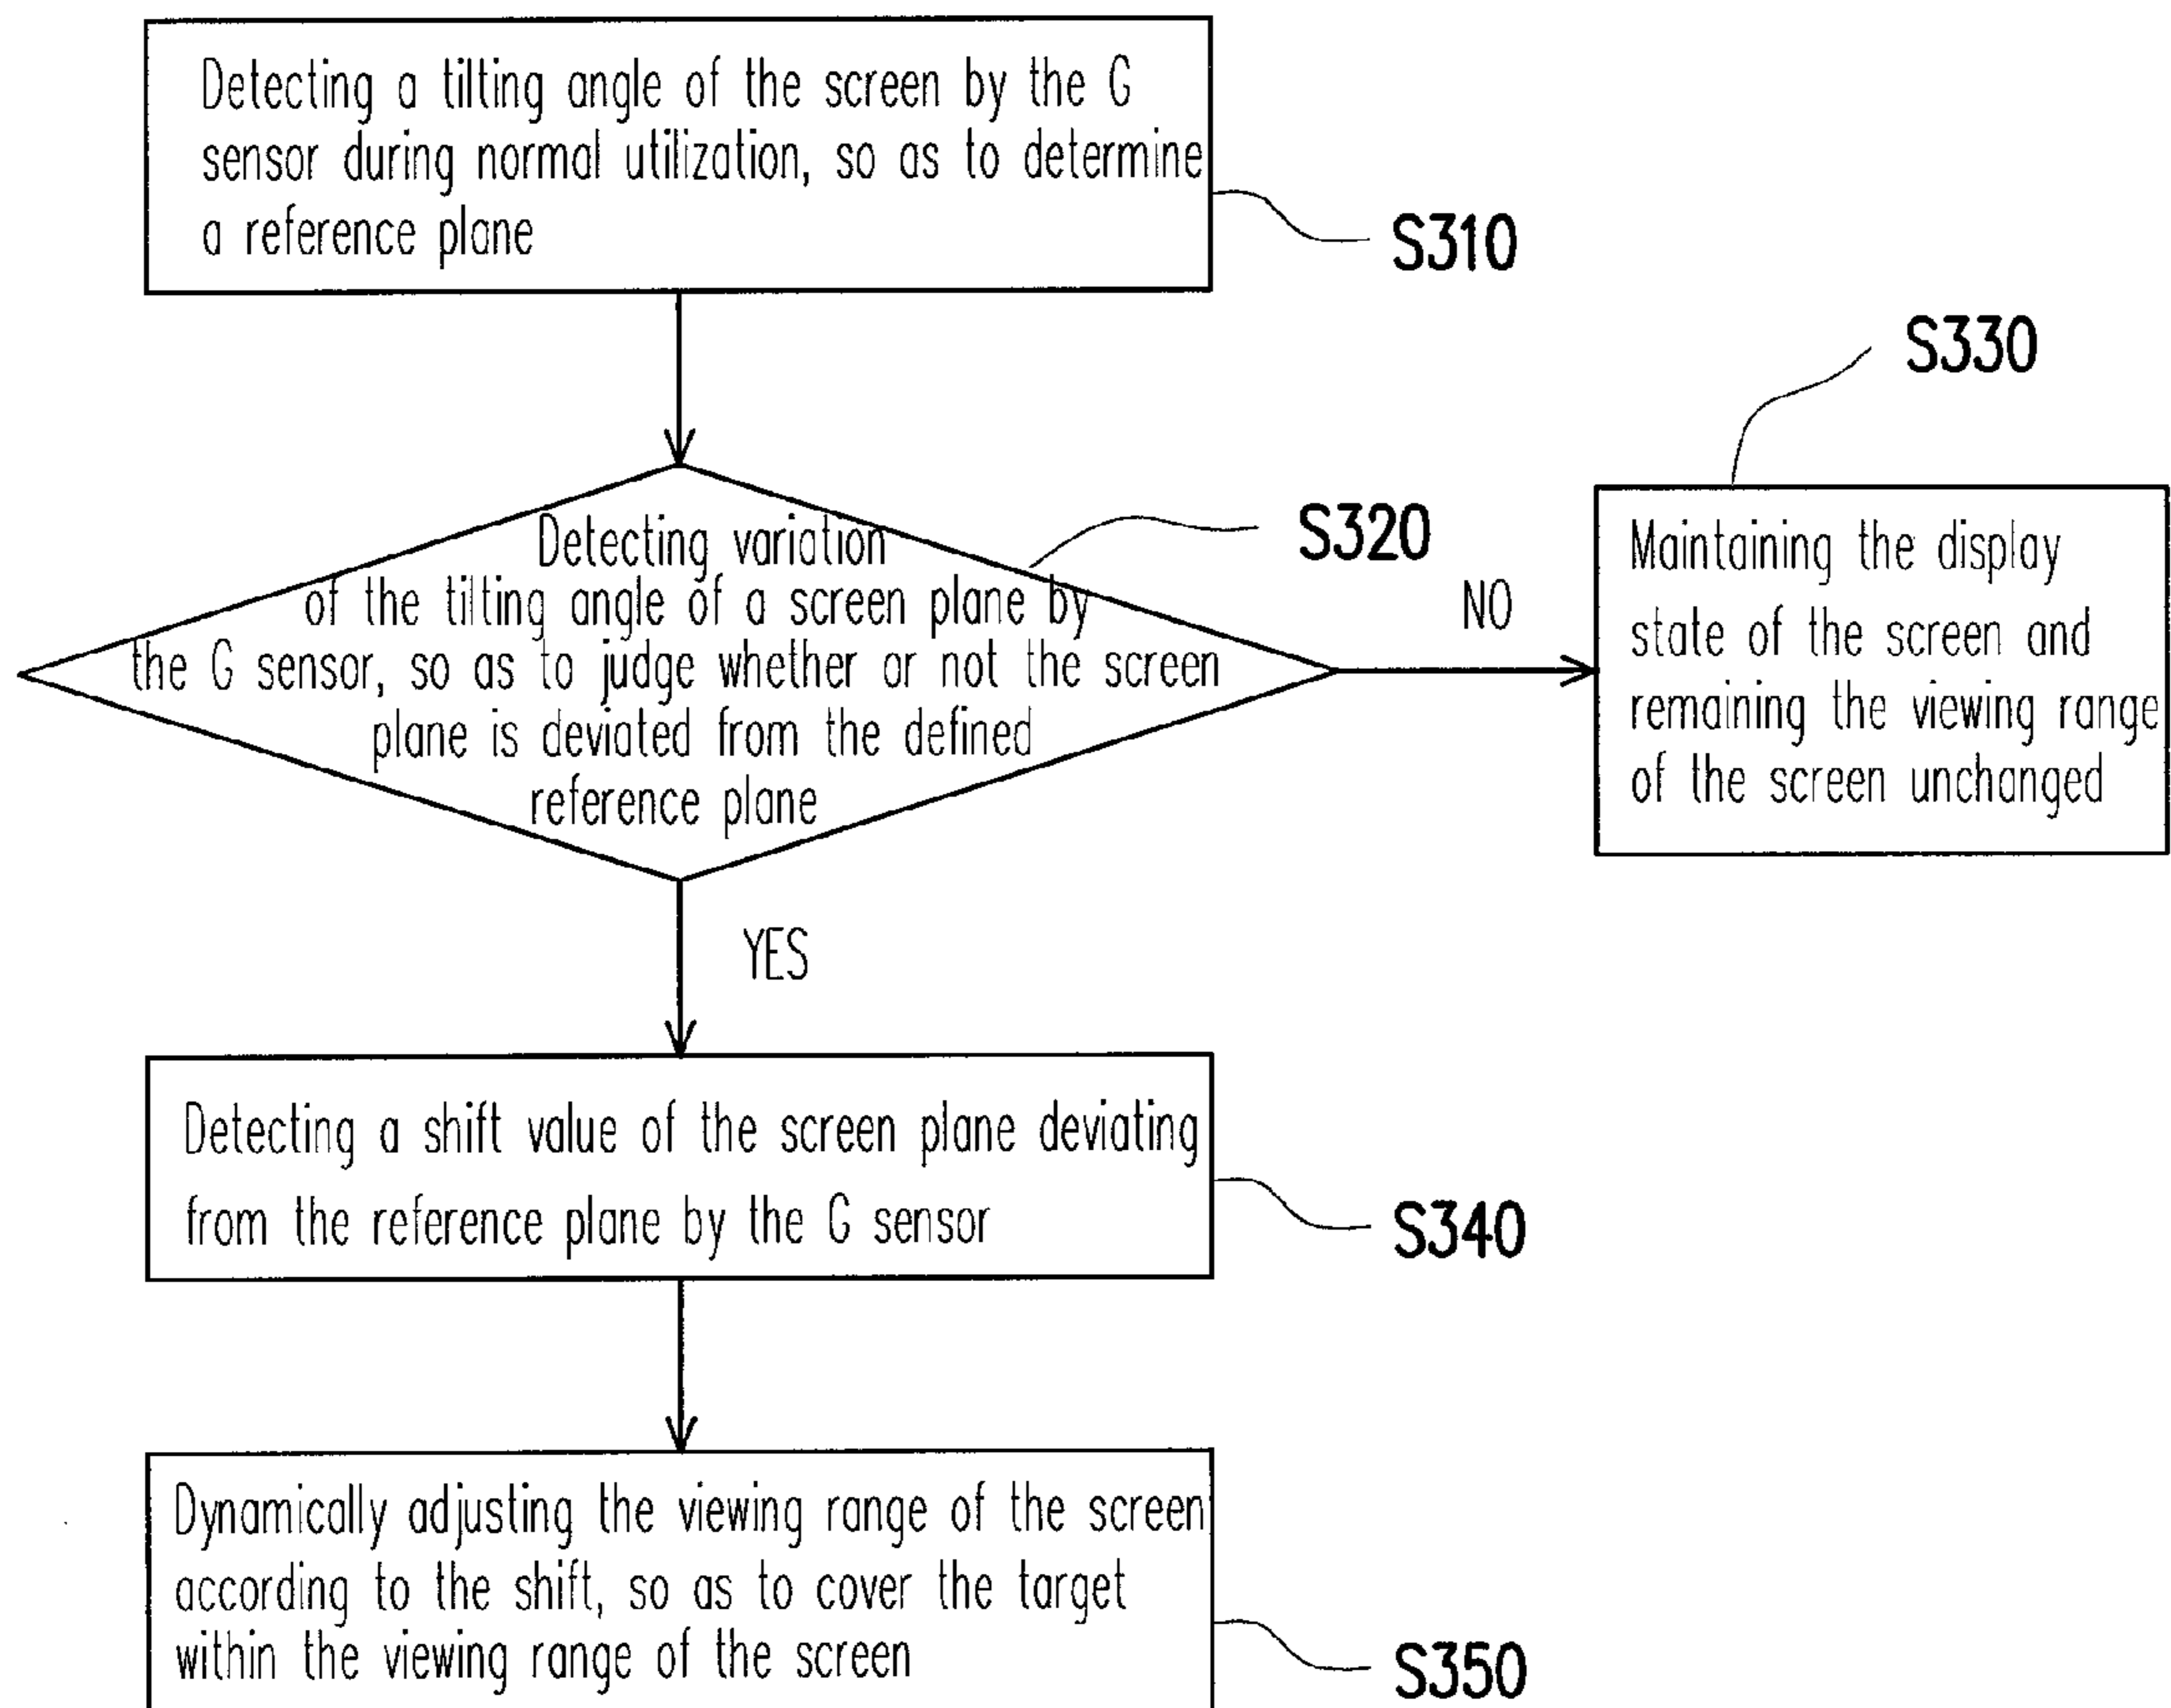 Detecting a tilting angle of the screen by the G
sensor during normal utilization, so as to determine
a reference plane
S310
S330
Detecting variation
of the tilting angle of a screen plane by
the G sensor, so as to judge whether or not the screen
plane is deviated from the defined
reference plane
S320
NO
Maintaining the display
state of the screen and
remaining the viewing range
of the screen unchanged
YES
Detecting a shift value of the screen plane deviating
from the reference plane by the G sensor
S340
Dynamically adjusting the viewing range of the screen
according to the shift, so as to cover the target
within the viewing range of the screen
S350